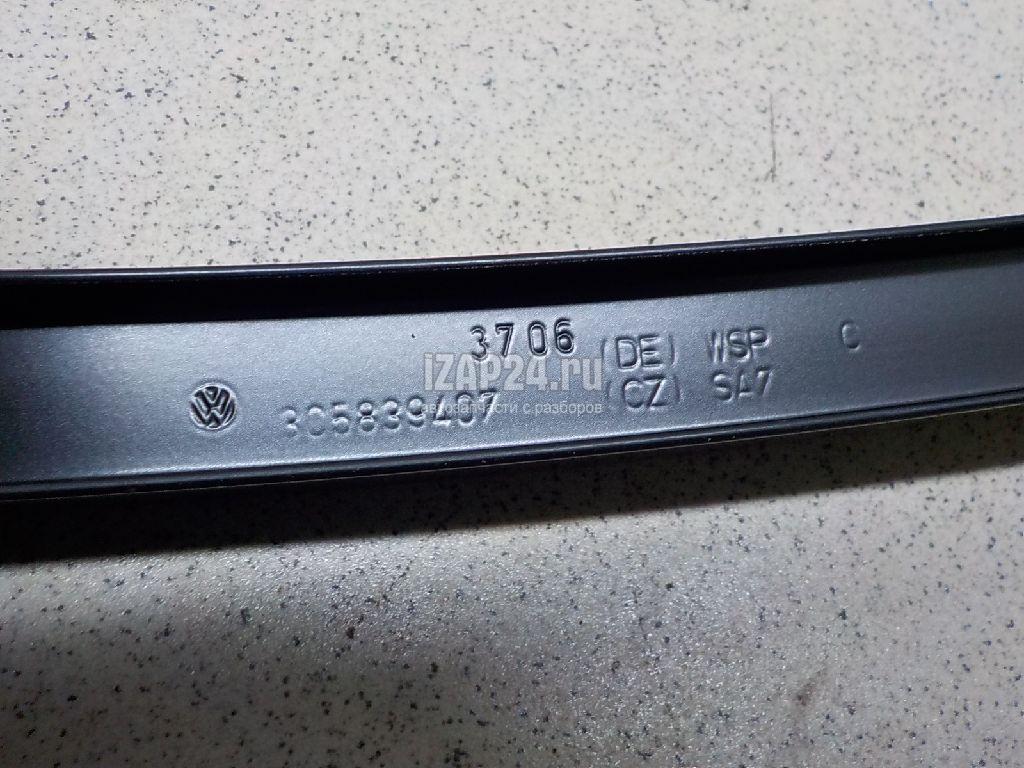 3706 (DE) WSP C
IZAP24.ru
(CZ) SA7
3C5839407
автозапчасти с разборов